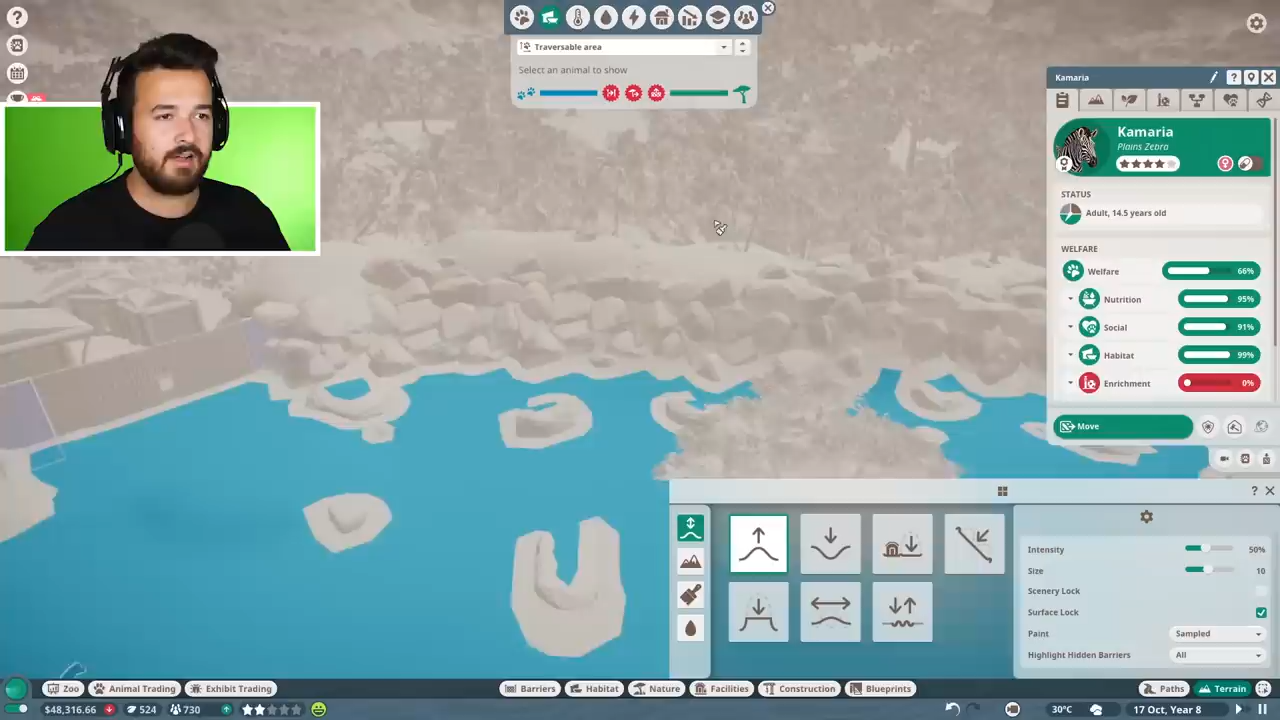 Traversable area
Select an animal to show
Kamaria
Kamaria
Plains Zebra
STATUS
Adult, 14.5 years old
WELFARE
Welfare 66%
Nutrition 95%
Social 91%
Habitat 99%
Enrichment 0%
Move
Intensity 50%
Size 10
Scenery Lock
Surface Lock
Paint Sampled
Highlight Hidden Barriers All
Zoo Animal Trading Exhibit Trading Barriers Habitat Nature Facilities Construction Blueprints Paths Terrain
$48,316.66 524 730 30°C 17 Oct, Year 8